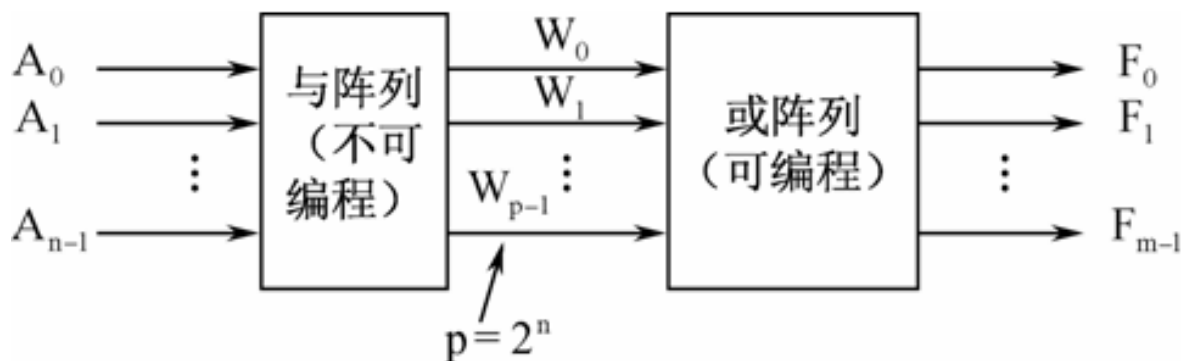 A₀
A₁
⋮
Aₙ₋₁
与阵列
（不可
编程）
W₀
W₁
⋮
Wₚ₋₁
p=2ⁿ
或阵列
（可编程）
F₀
F₁
⋮
Fₘ₋₁